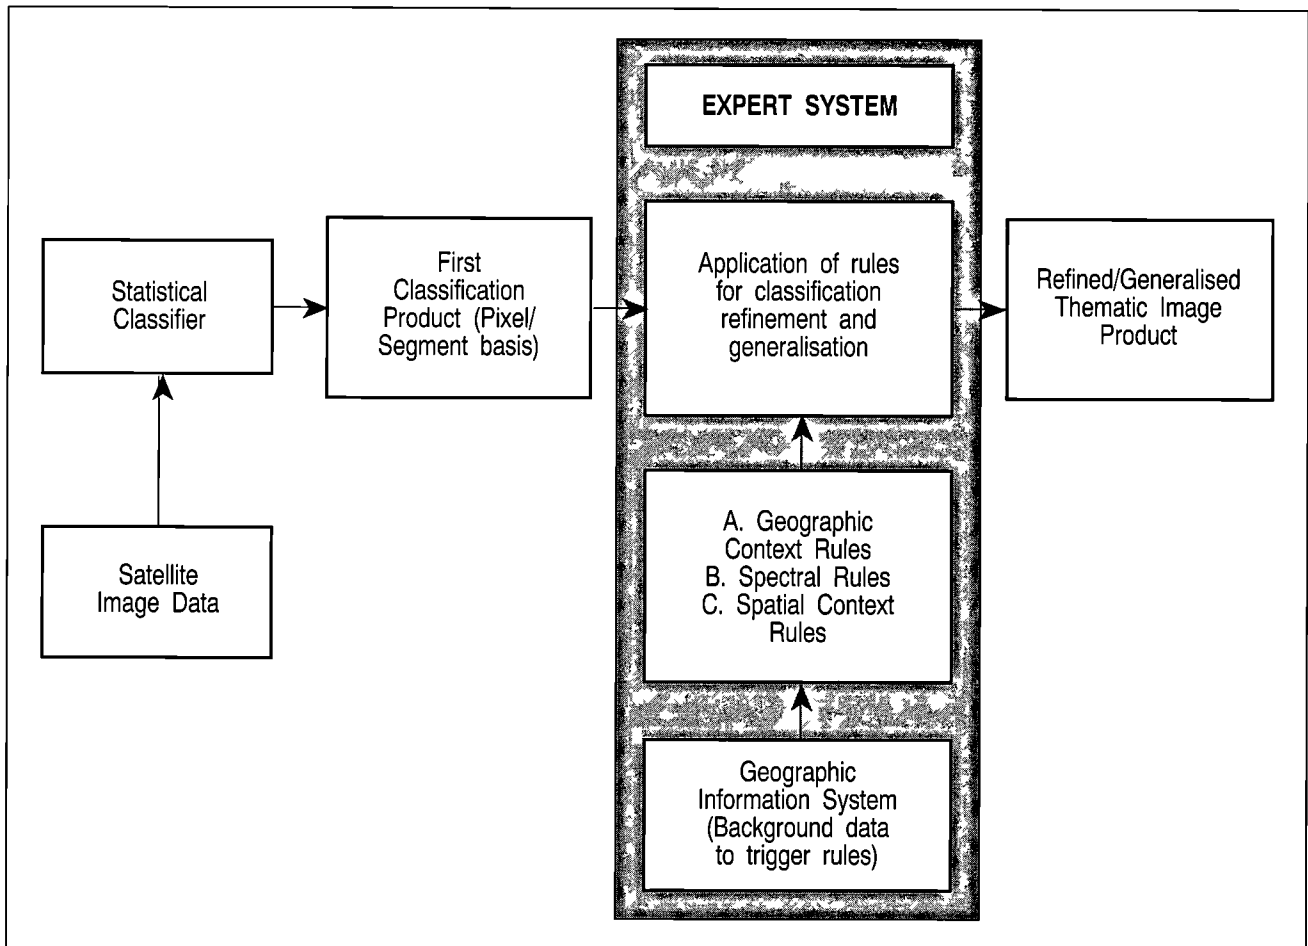 EXPERT SYSTEM
Statistical
Classifier
First
Classification
Product (Pixel/
Segment basis)
Application of rules
for classification
refinement and
generalisation
Refined/Generalised
Thematic Image
Product
Satellite
Image Data
A. Geographic
Context Rules
B. Spectral Rules
C. Spatial Context
Rules
Geographic
Information System
(Background data
to trigger rules)